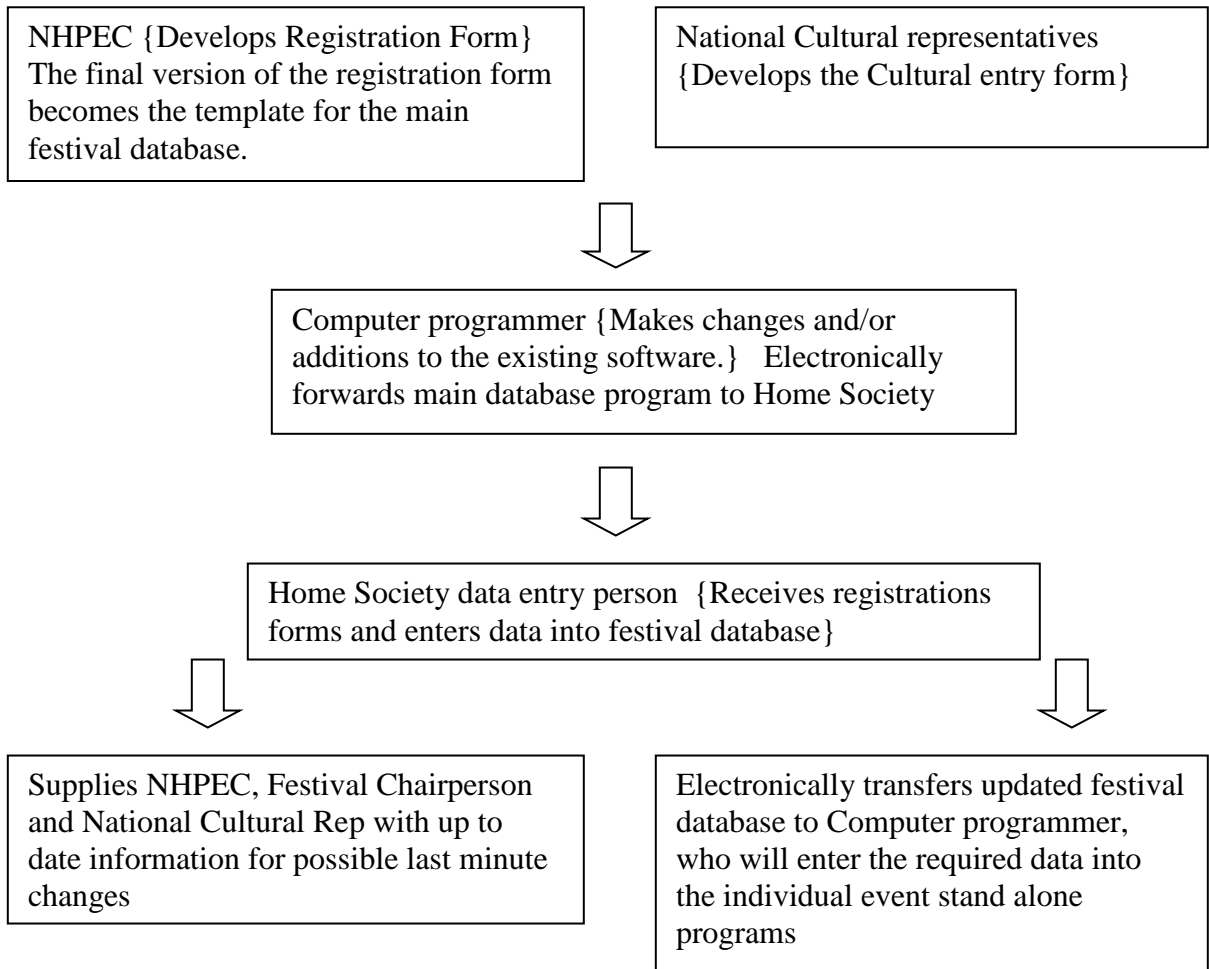 NHPEC {Develops Registration Form}
The final version of the registration form
becomes the template for the main
festival database.
National Cultural representatives
{Develops the Cultural entry form}
Computer programmer {Makes changes and/or
additions to the existing software.} Electronically
forwards main database program to Home Society
Home Society data entry person {Receives registrations
forms and enters data into festival database}
Supplies NHPEC, Festival Chairperson
and National Cultural Rep with up to
date information for possible last minute
changes
Electronically transfers updated festival
database to Computer programmer,
who will enter the required data into
the individual event stand alone
programs